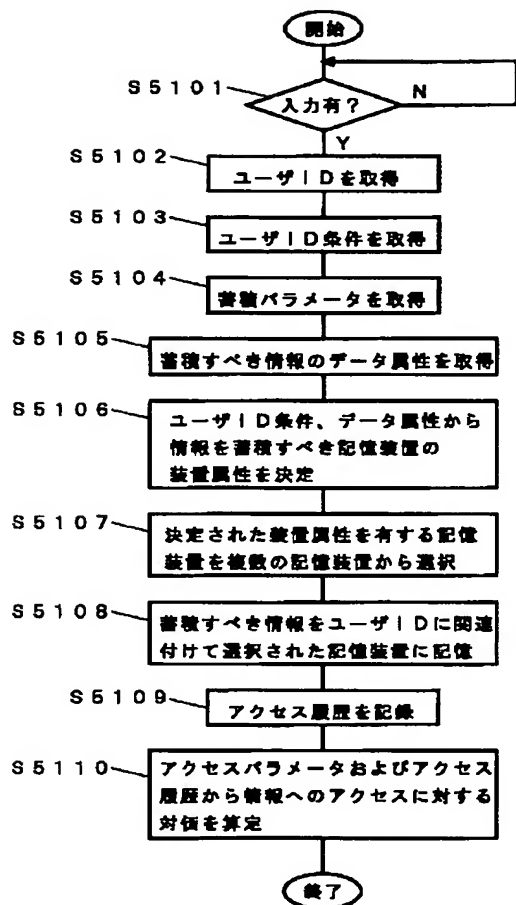 開始
S5101
入力有?
N
Y
S5102
ユーザIDを取得
S5103
ユーザID条件を取得
S5104
蓄積パラメータを取得
S5105
蓄積すべき情報のデータ属性を取得
S5106
ユーザID条件、データ属性から
情報を蓄積すべき記憶装置の
装置属性を決定
S5107
決定された装置属性を有する記憶
装置を複数の記憶装置から選択
S5108
蓄積すべき情報をユーザIDに関連
付けて選択された記憶装置に記憶
S5109
アクセス履歴を記録
S5110
アクセスパラメータおよびアクセス
履歴から情報へのアクセスに対する
対価を算定
終了